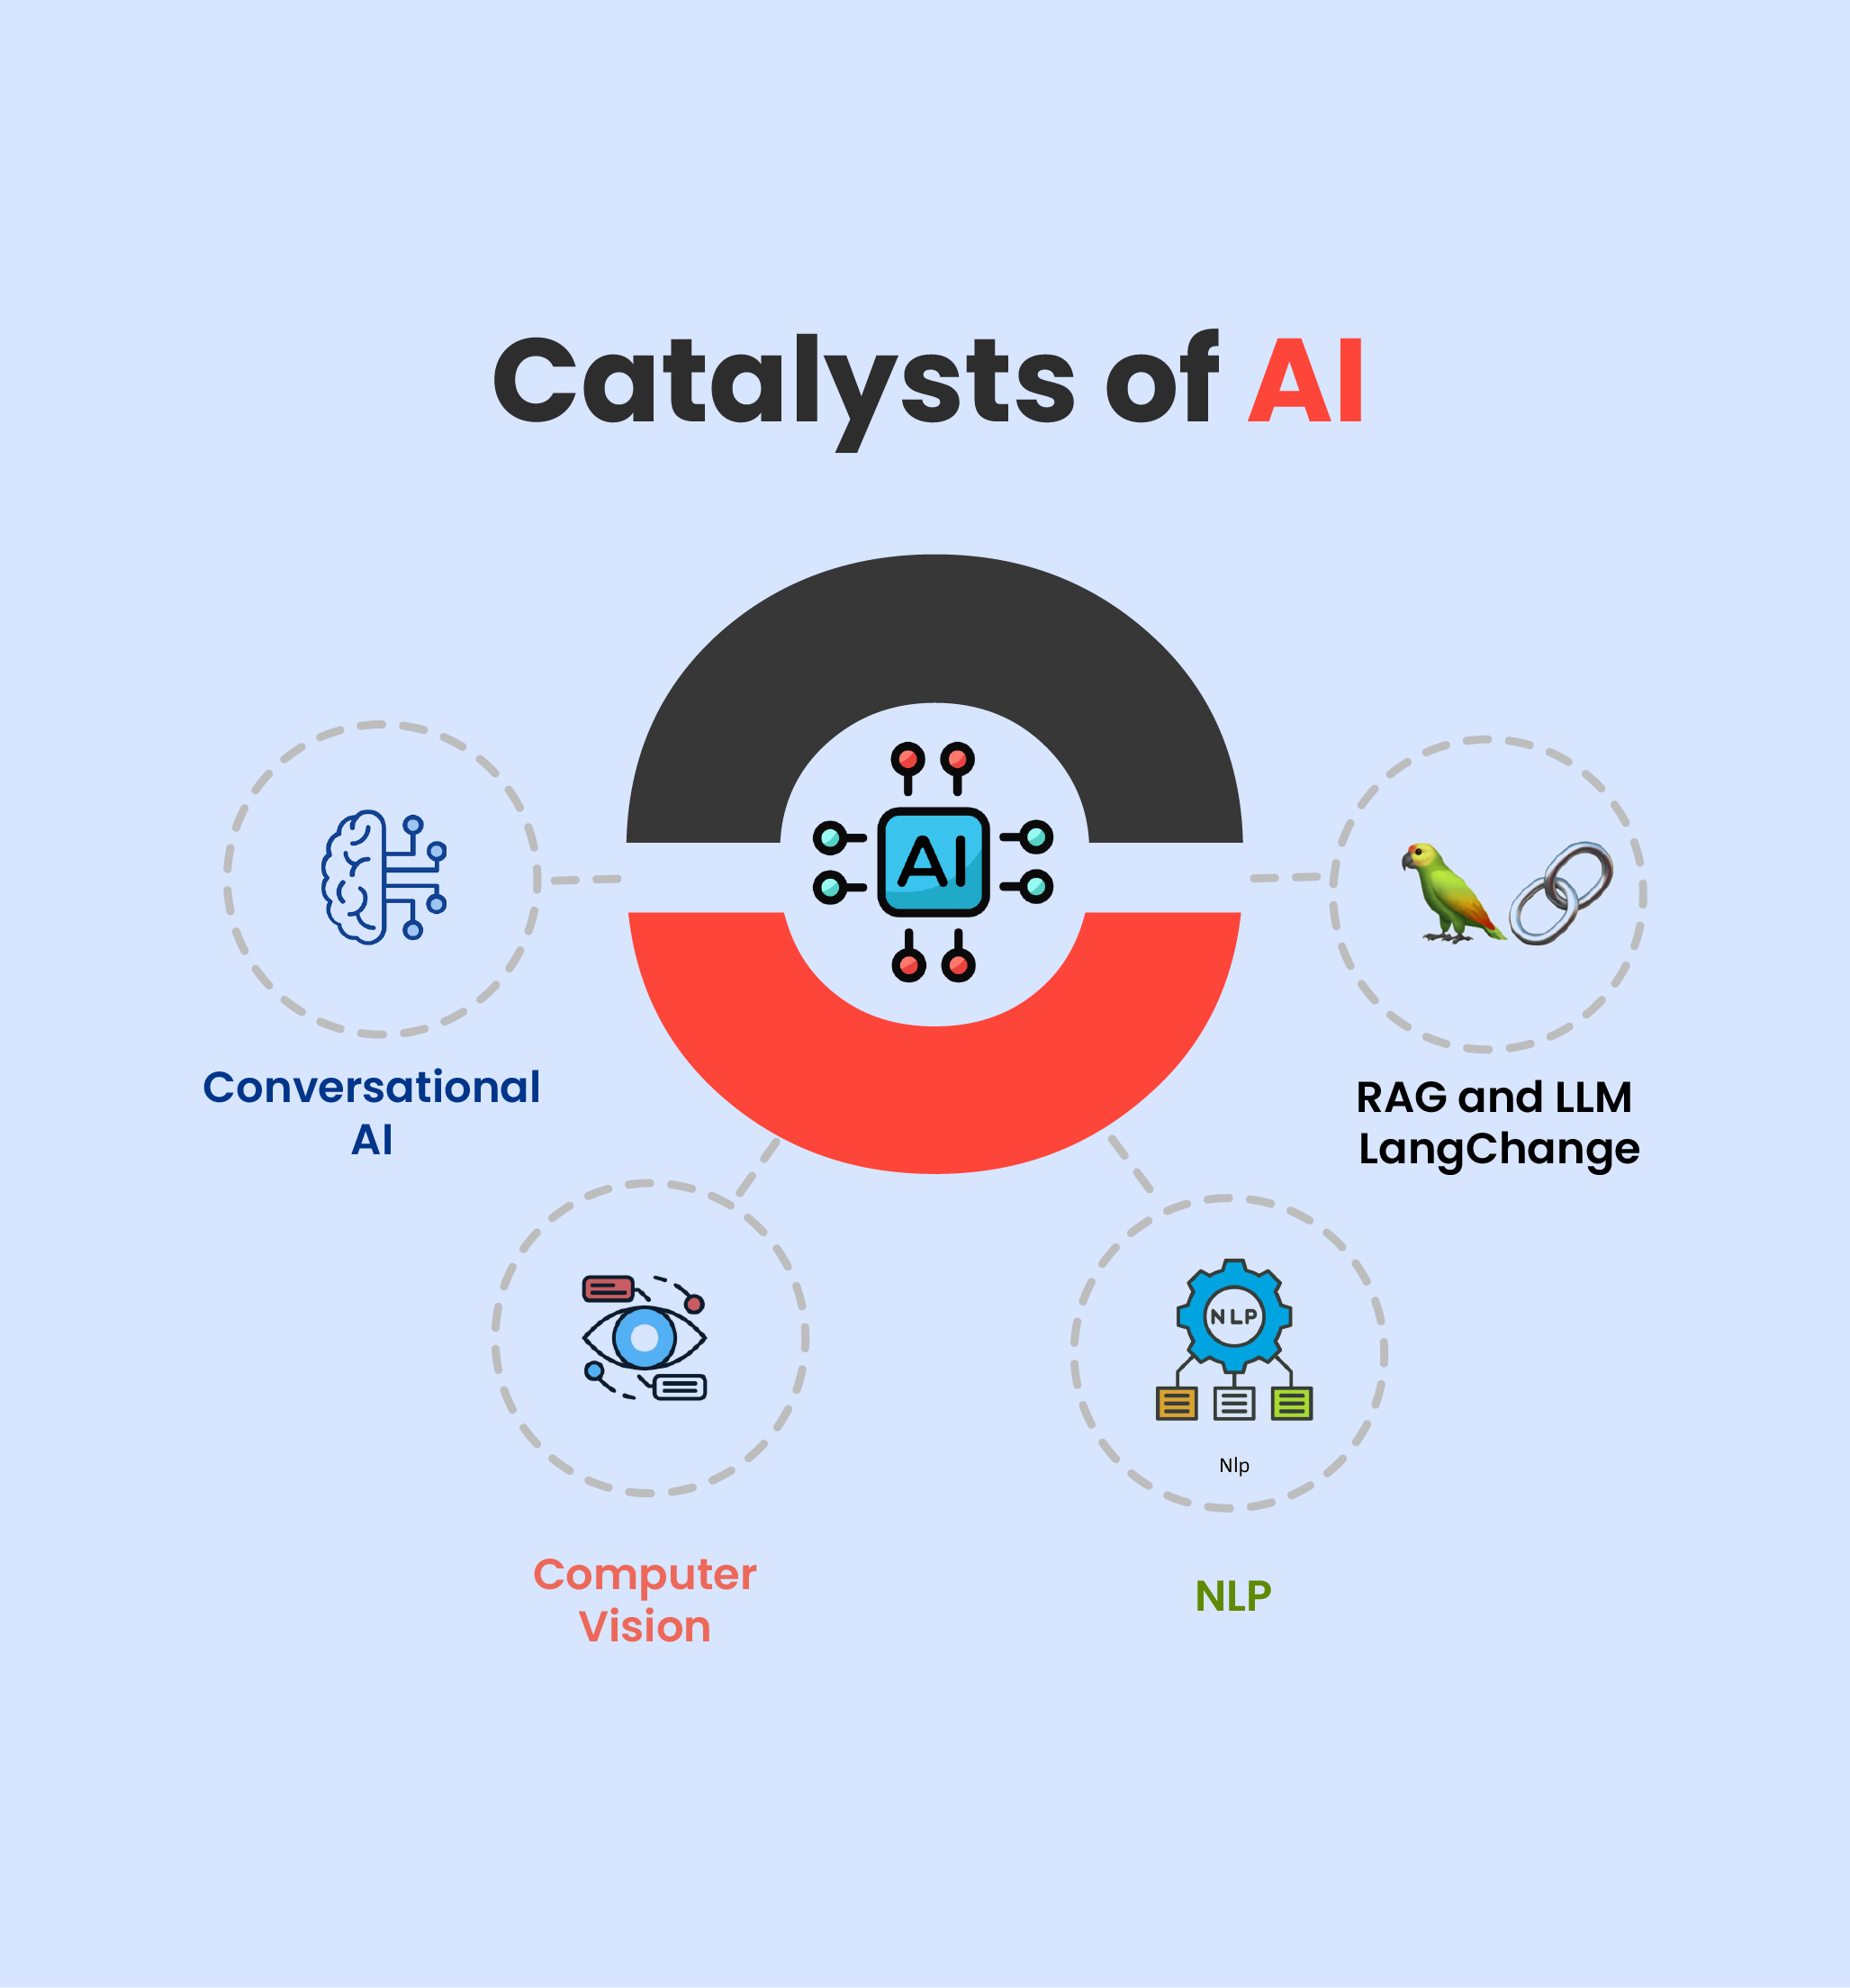 Catalysts of AI
AI
Conversational
AI
RAG and LLM
LangChange
NLP
Nlp
Computer
Vision
NLP